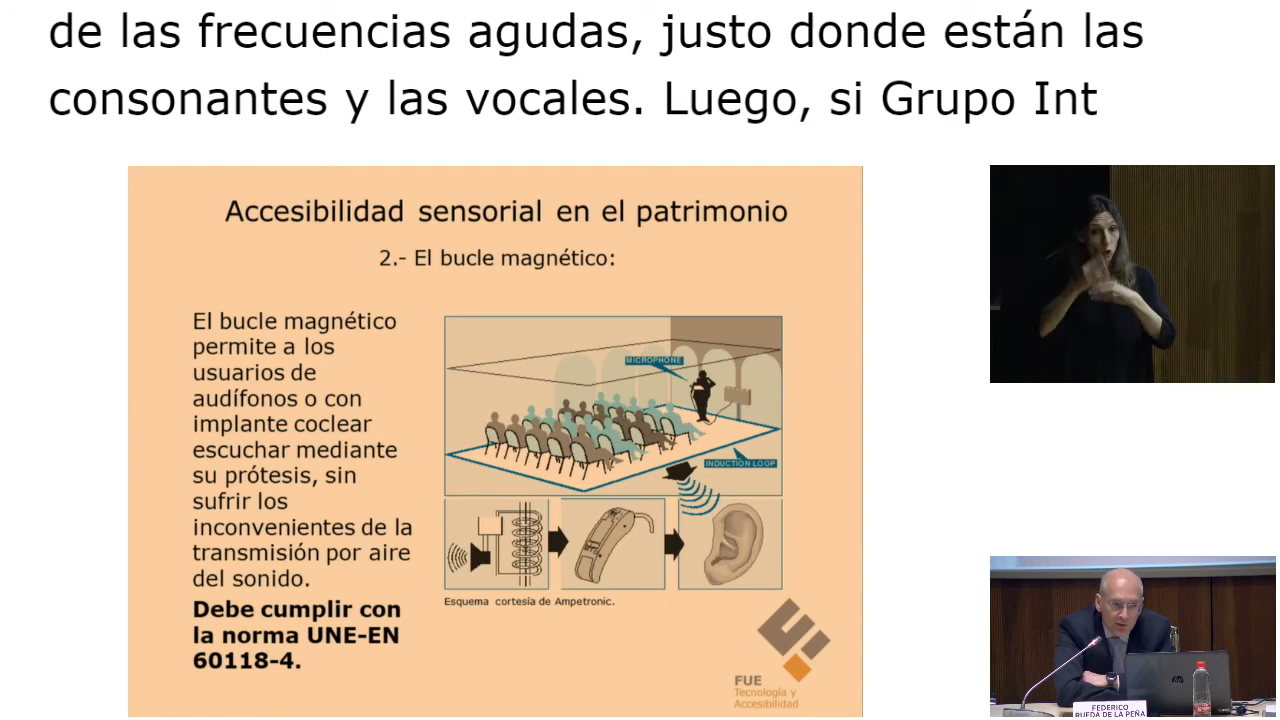 de las frecuencias agudas, justo donde están las
consonantes y las vocales. Luego, si Grupo Int
Accesibilidad sensorial en el patrimonio
2.- El bucle magnético:
El bucle magnético
permite a los
usuarios de
audífonos o con
implante coclear
escuchar mediante
su prótesis, sin
sufrir los
inconvenientes de la
transmisión por aire
del sonido.
Debe cumplir con
la norma UNE-EN
60118-4.
MICROPHONE
INDUCTION LOOP
Esquema cortesía de Ampetronic.
FUE
Tecnología y
Accesibilidad
FEDERICO
RUEDA DE LA PEÑA